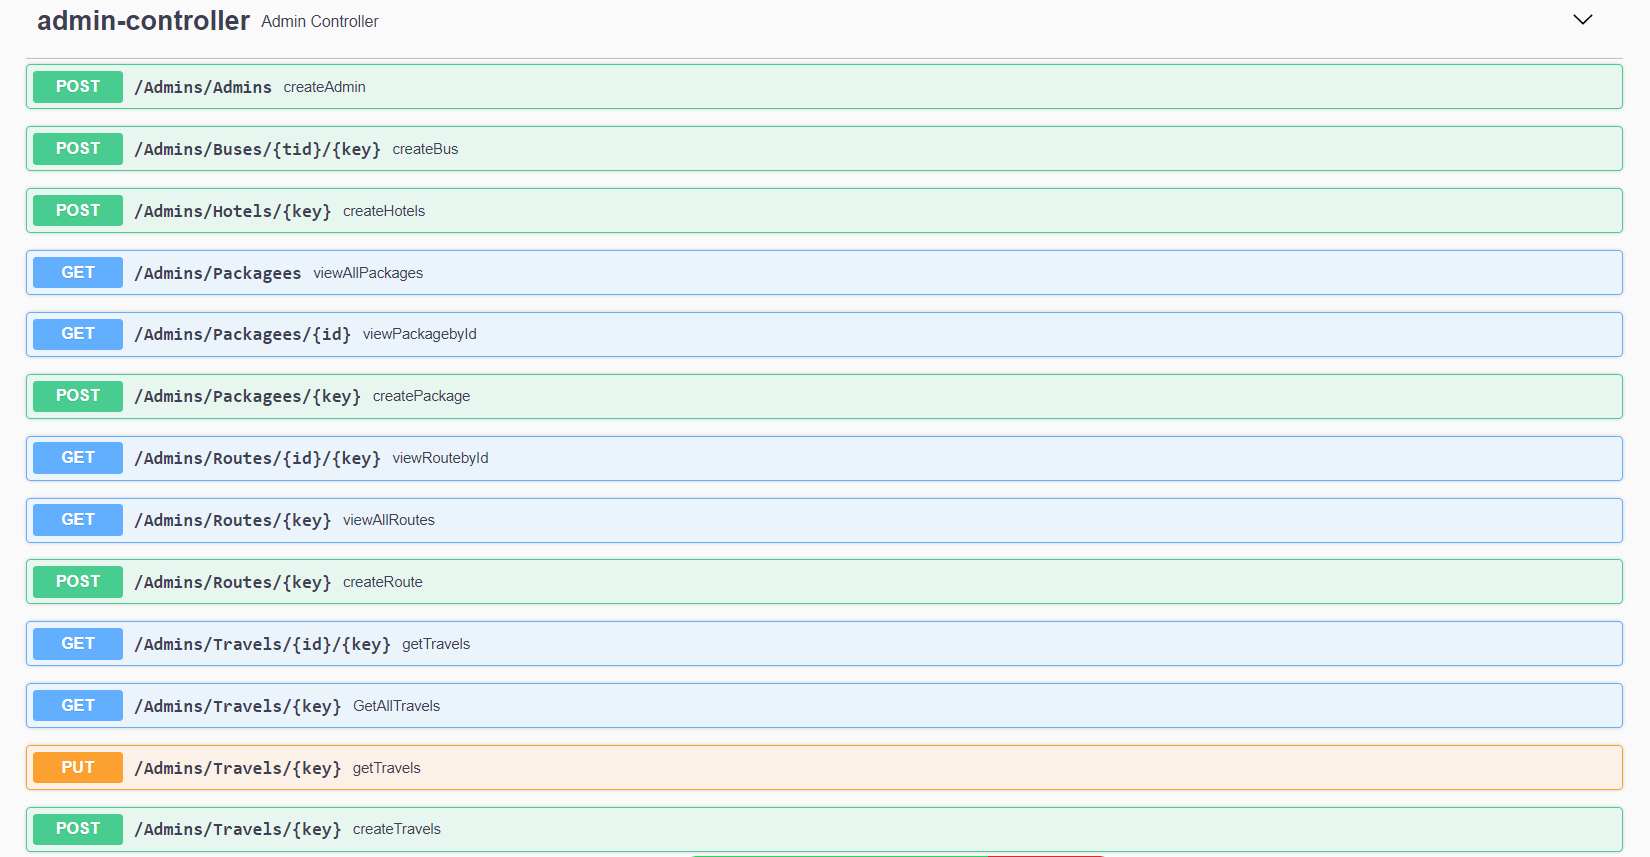 admin-controller Admin Controller
POST /Admins/Admins createAdmin
POST /Admins/Buses/{tid}/{key} createBus
POST /Admins/Hotels/{key} createHotels
GET /Admins/Packagees viewAllPackages
GET /Admins/Packagees/{id} viewPackagebyId
POST /Admins/Packagees/{key} createPackage
GET /Admins/Routes/{id}/{key} viewRoutebyId
GET /Admins/Routes/{key} viewAllRoutes
POST /Admins/Routes/{key} createRoute
GET /Admins/Travels/{id}/{key} getTravels
GET /Admins/Travels/{key} GetAllTravels
PUT /Admins/Travels/{key} getTravels
POST /Admins/Travels/{key} createTravels